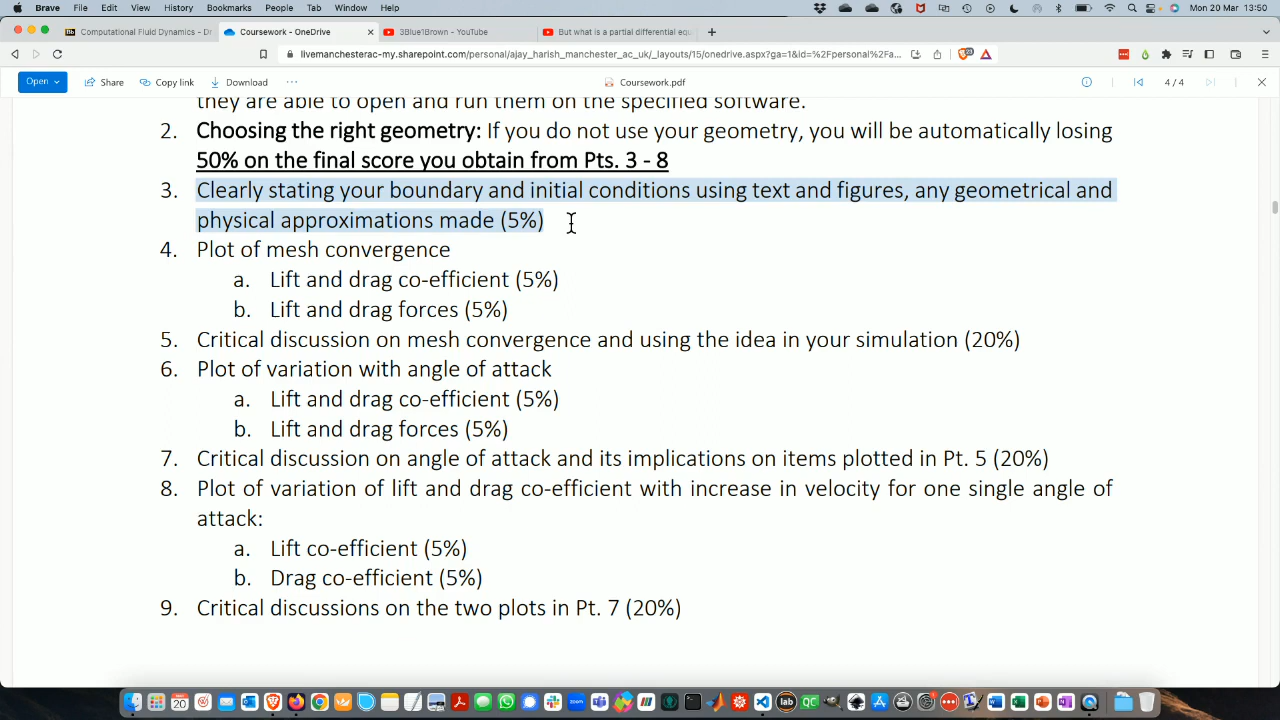 Brave File Edit View History Bookmarks People Tab Window Help Mon 20 Mar 13:50
Computational Fluid Dynamics - Dr Coursework - OneDrive 3Blue1Brown - YouTube But what is a partial differential equ
livemanchesterac-my.sharepoint.com/personal/ajay_harish_manchester_ac_uk/_layouts/15/onedrive.aspx?ga=1&id=%2Fpersonal%2Fa...
Open Share Copy link Download ... Coursework.pdf 4 / 4
they are able to open and run them on the specified software.
2. Choosing the right geometry: If you do not use your geometry, you will be automatically losing
50% on the final score you obtain from Pts. 3 - 8
3. Clearly stating your boundary and initial conditions using text and figures, any geometrical and
physical approximations made (5%)
4. Plot of mesh convergence
a. Lift and drag co-efficient (5%)
b. Lift and drag forces (5%)
5. Critical discussion on mesh convergence and using the idea in your simulation (20%)
6. Plot of variation with angle of attack
a. Lift and drag co-efficient (5%)
b. Lift and drag forces (5%)
7. Critical discussion on angle of attack and its implications on items plotted in Pt. 5 (20%)
8. Plot of variation of lift and drag co-efficient with increase in velocity for one single angle of
attack:
a. Lift co-efficient (5%)
b. Drag co-efficient (5%)
9. Critical discussions on the two plots in Pt. 7 (20%)